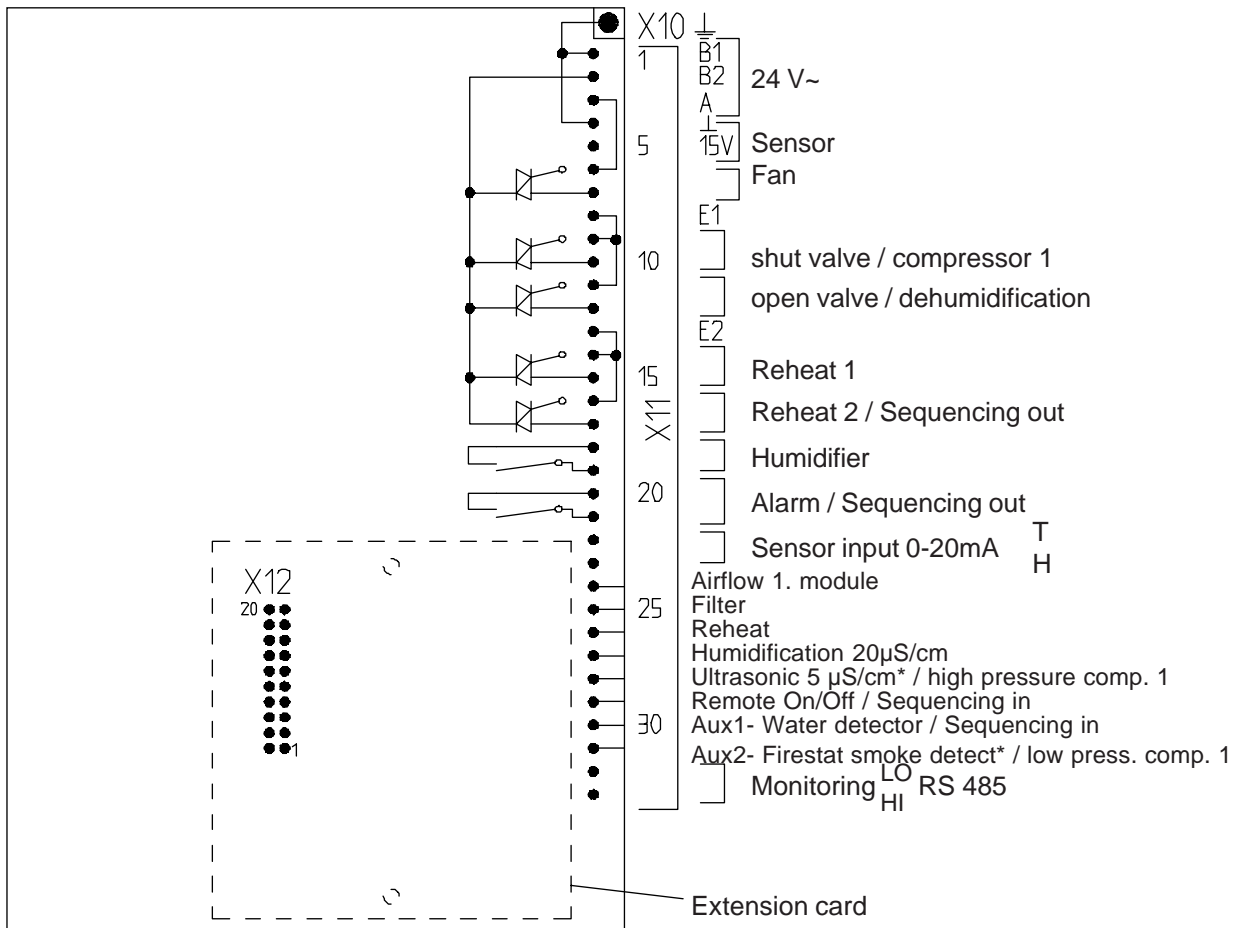 X10
1
B1
B2
24 V~
A
5
15V
Sensor
Fan
E1
10
shut valve / compressor 1
open valve / dehumidification
E2
15
Reheat 1
X11
Reheat 2 / Sequencing out
Humidifier
20
Alarm / Sequencing out
Sensor input 0-20mA
T
H
X12
20
1
Airflow 1. module
25
Filter
Reheat
Humidification 20µS/cm
Ultrasonic 5 µS/cm* / high pressure comp. 1
Remote On/Off / Sequencing in
30
Aux1- Water detector / Sequencing in
Aux2- Firestat smoke detect* / low press. comp. 1
Monitoring LO HI RS 485
Extension card